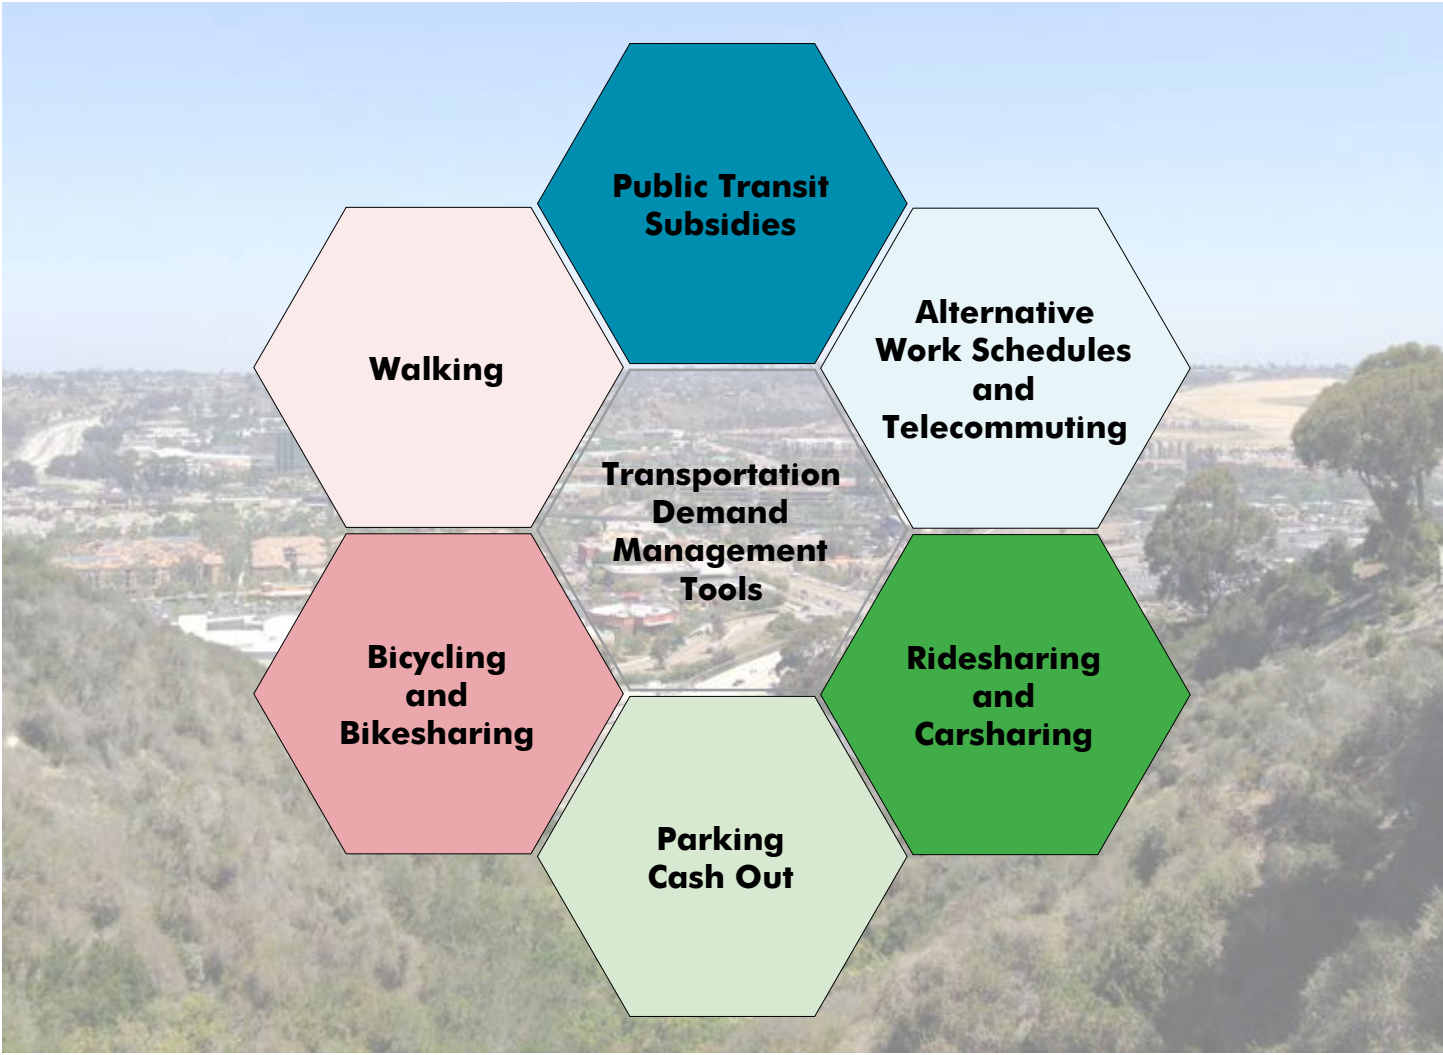 Public Transit
Subsidies
Alternative
Work Schedules
and
Telecommuting
Walking
Transportation
Demand
Management
Tools
Bicycling
and
Bikesharing
Ridesharing
and
Carsharing
Parking
Cash Out